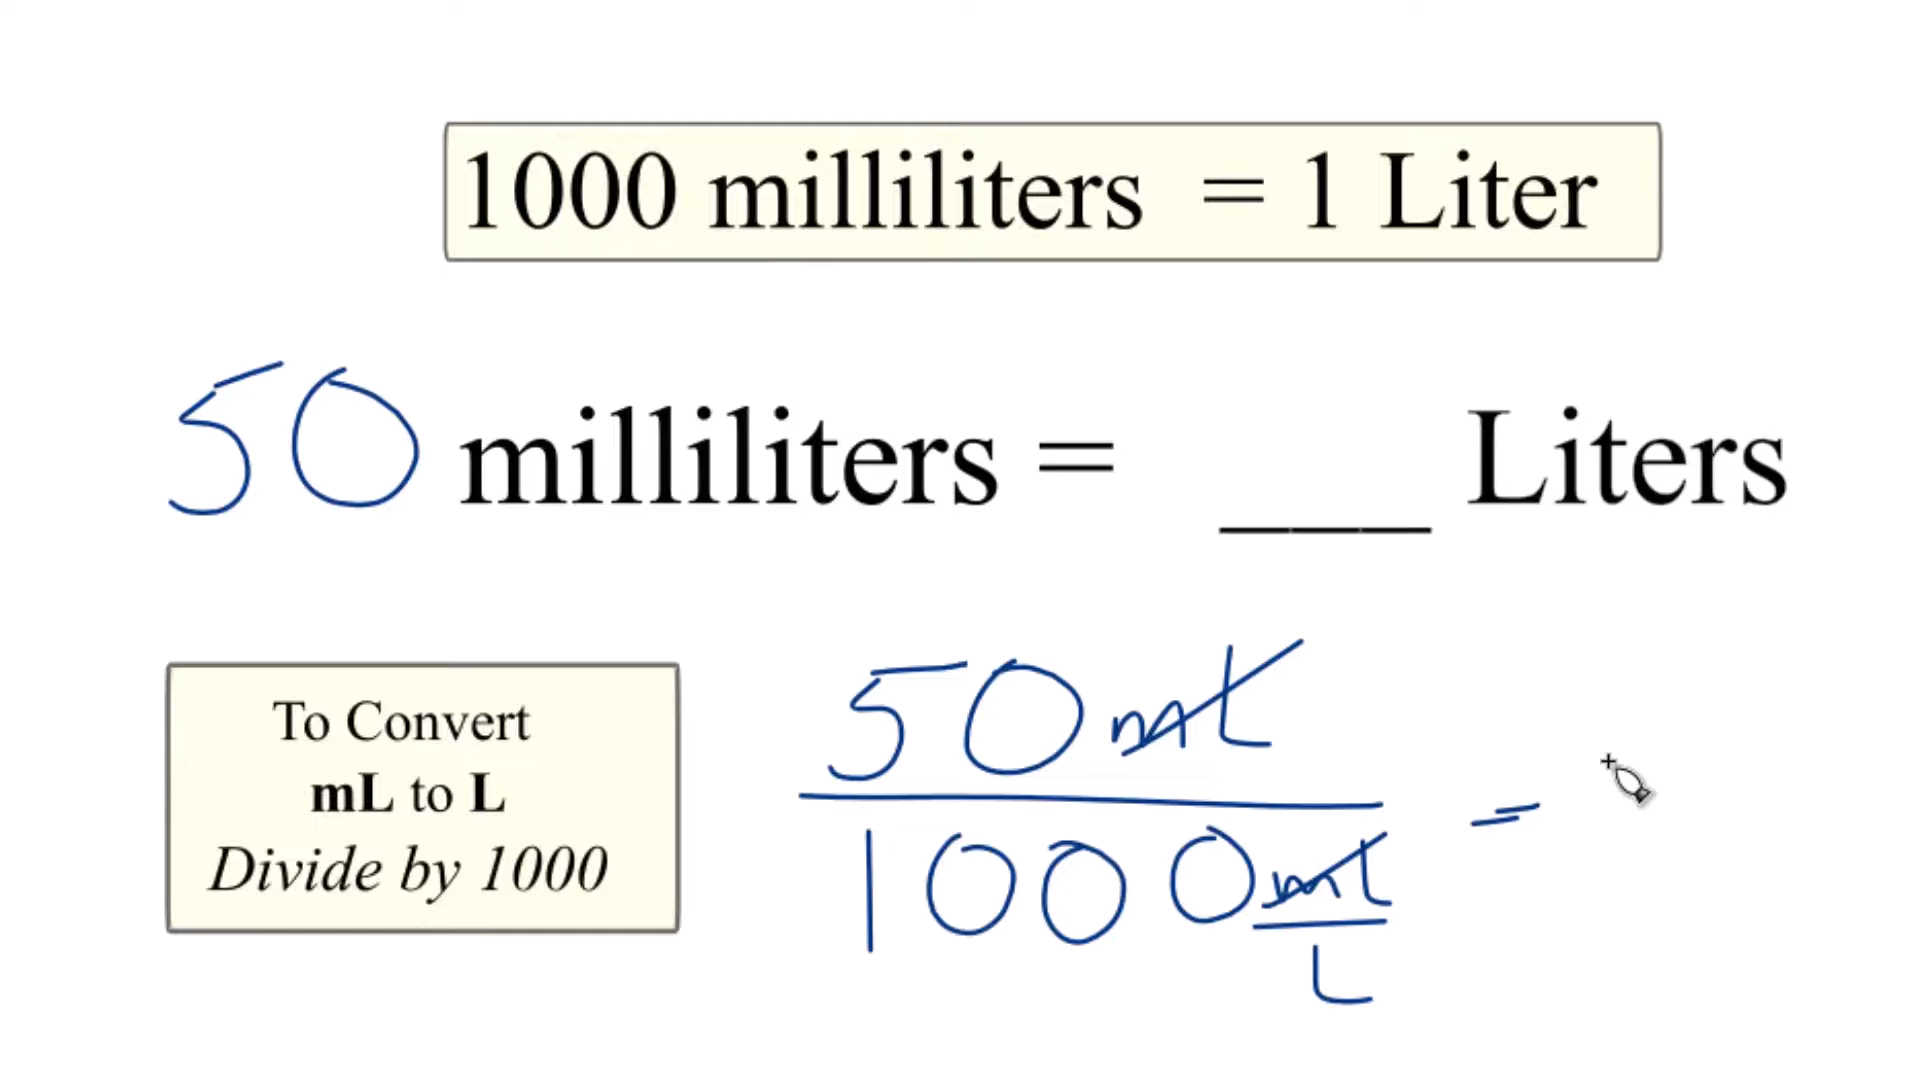 1000 milliliters = 1 Liter
50 milliliters = ___ Liters
To Convert
mL to L
Divide by 1000
50 mL
1000 mL
L
=